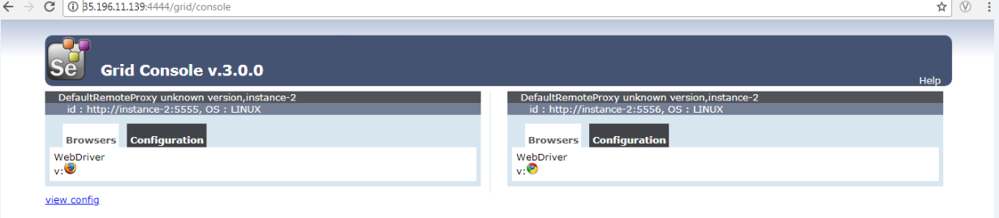 35.196.11.139:4444/grid/console
Se
Grid Console v.3.0.0
Help
DefaultRemoteProxy unknown version,instance-2
id : http://instance-2:5555, OS : LINUX
Browsers Configuration
WebDriver
v:
DefaultRemoteProxy unknown version,instance-2
id : http://instance-2:5556, OS : LINUX
Browsers Configuration
WebDriver
v:
view config